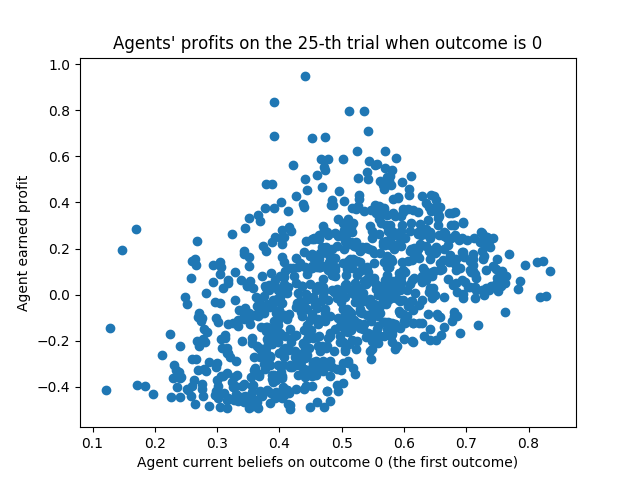 Agents' profits on the 25-th trial when outcome is 0
1.0
0.8
0.6
0.4
0.2
0.0
−0.2
−0.4
Agent earned profit
0.1 0.2 0.3 0.4 0.5 0.6 0.7 0.8
Agent current beliefs on outcome 0 (the first outcome)